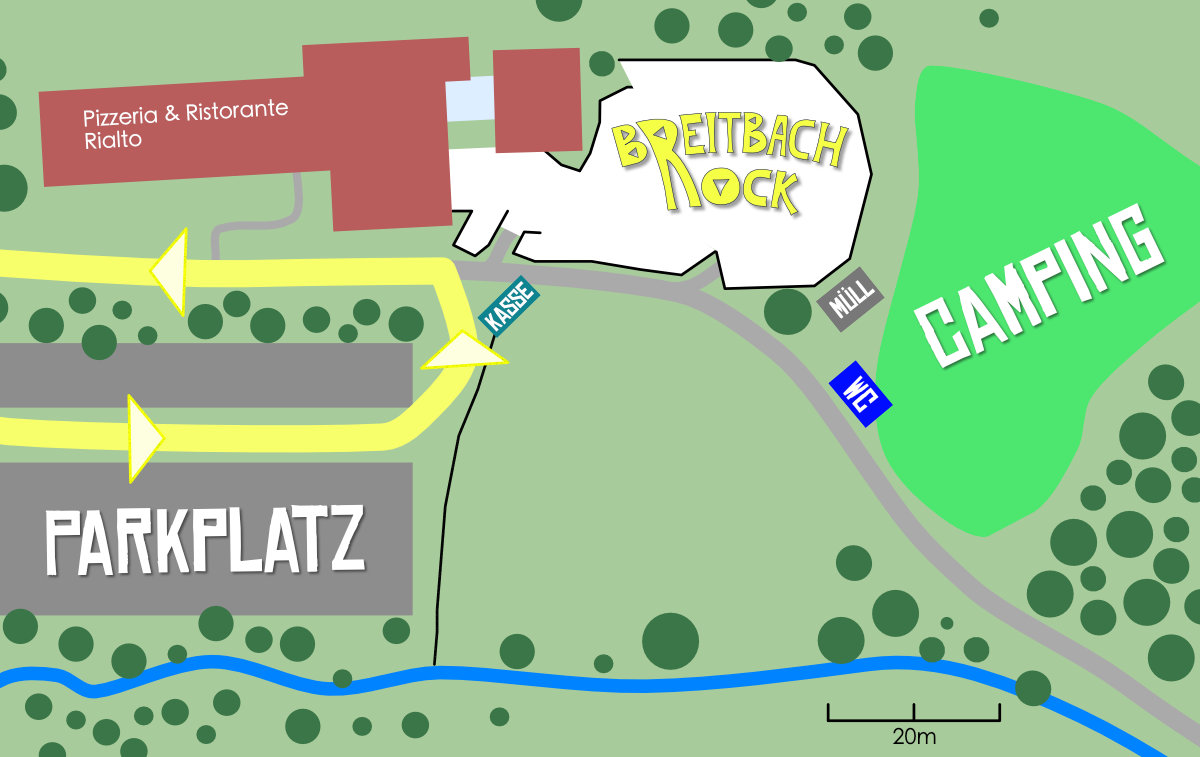 Pizzeria & Ristorante
Rialto
BREITBACH
ROCK
CAMPING
MÜLL
KASSE
WC
PARKPLATZ
20m